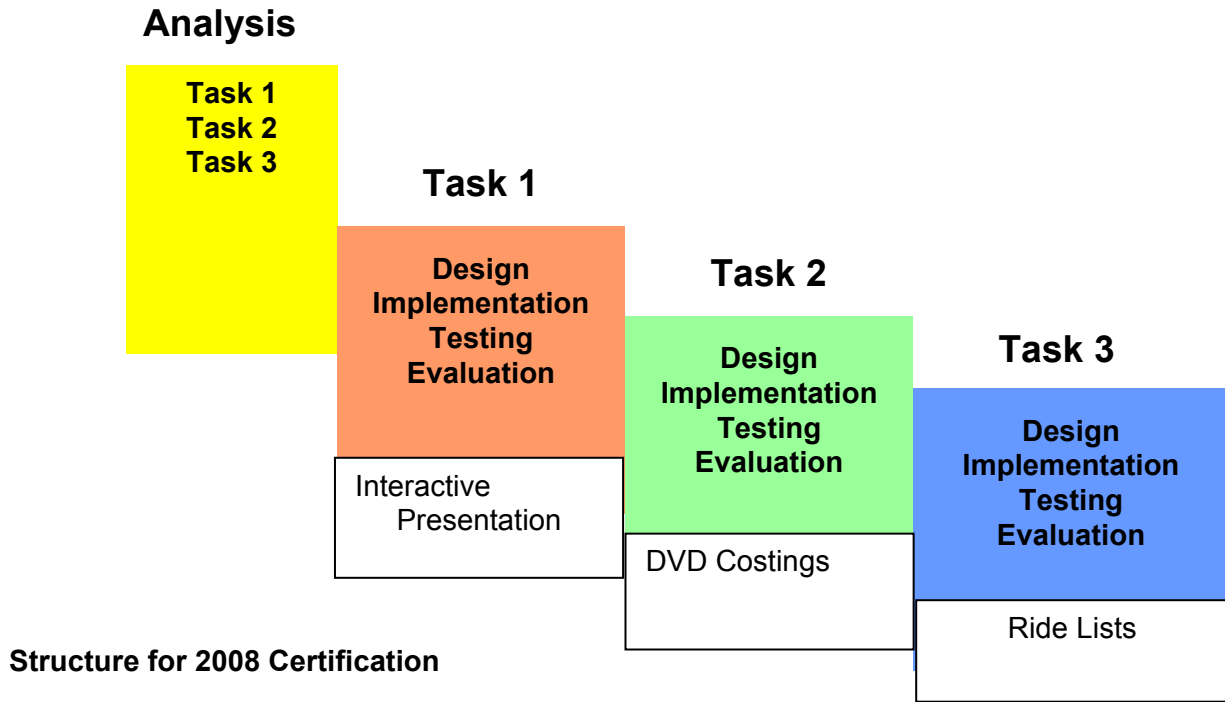 Analysis
Task 1
Task 2
Task 3
Task 1
Design
Implementation
Testing
Evaluation
Interactive
Presentation
Task 2
Design
Implementation
Testing
Evaluation
DVD Costings
Task 3
Design
Implementation
Testing
Evaluation
Ride Lists
Structure for 2008 Certification